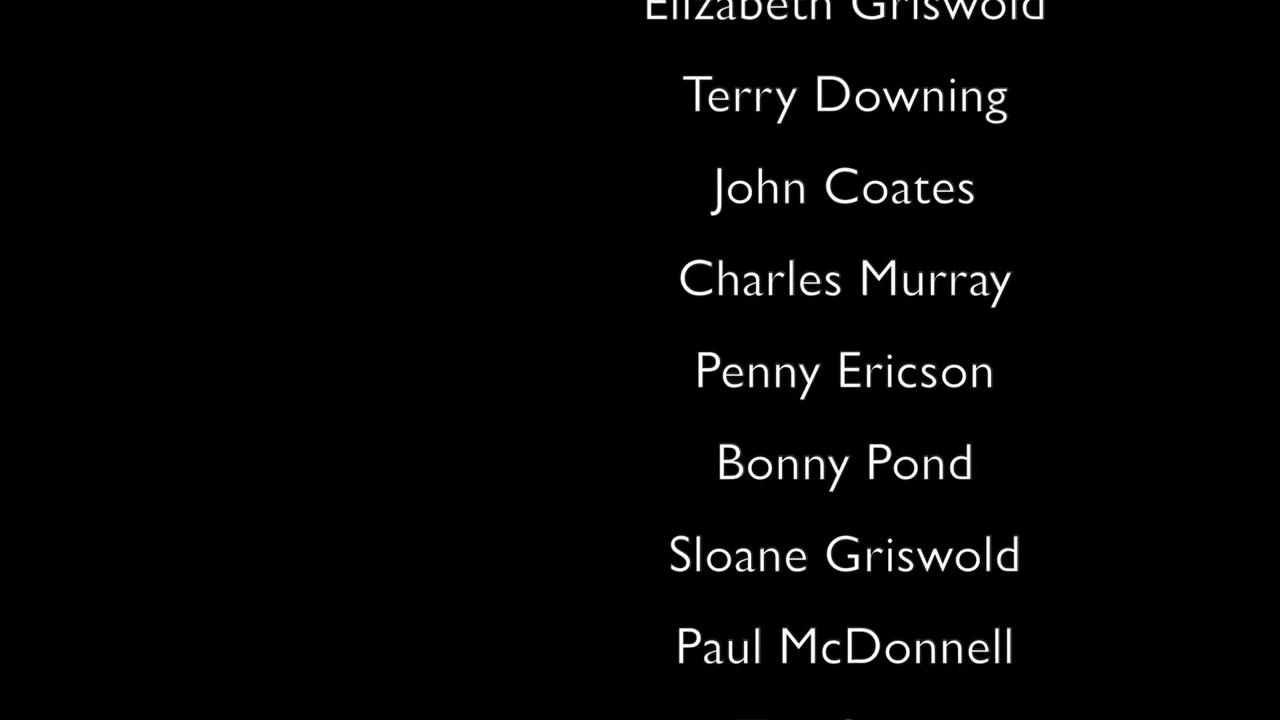 Elizabeth Griswold
Terry Downing
John Coates
Charles Murray
Penny Ericson
Bonny Pond
Sloane Griswold
Paul McDonnell